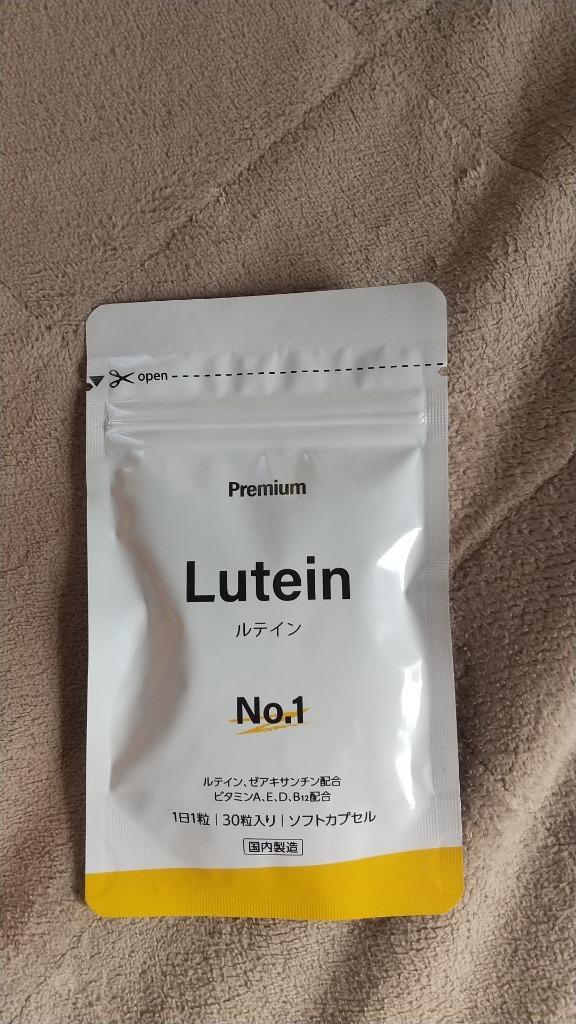 open
Premium
Lutein
ルテイン
No.1
ルテイン、ゼアキサンチン配合
ビタミンA、E、D、B12配合
1日1粒 | 30粒入り | ソフトカプセル
国内製造